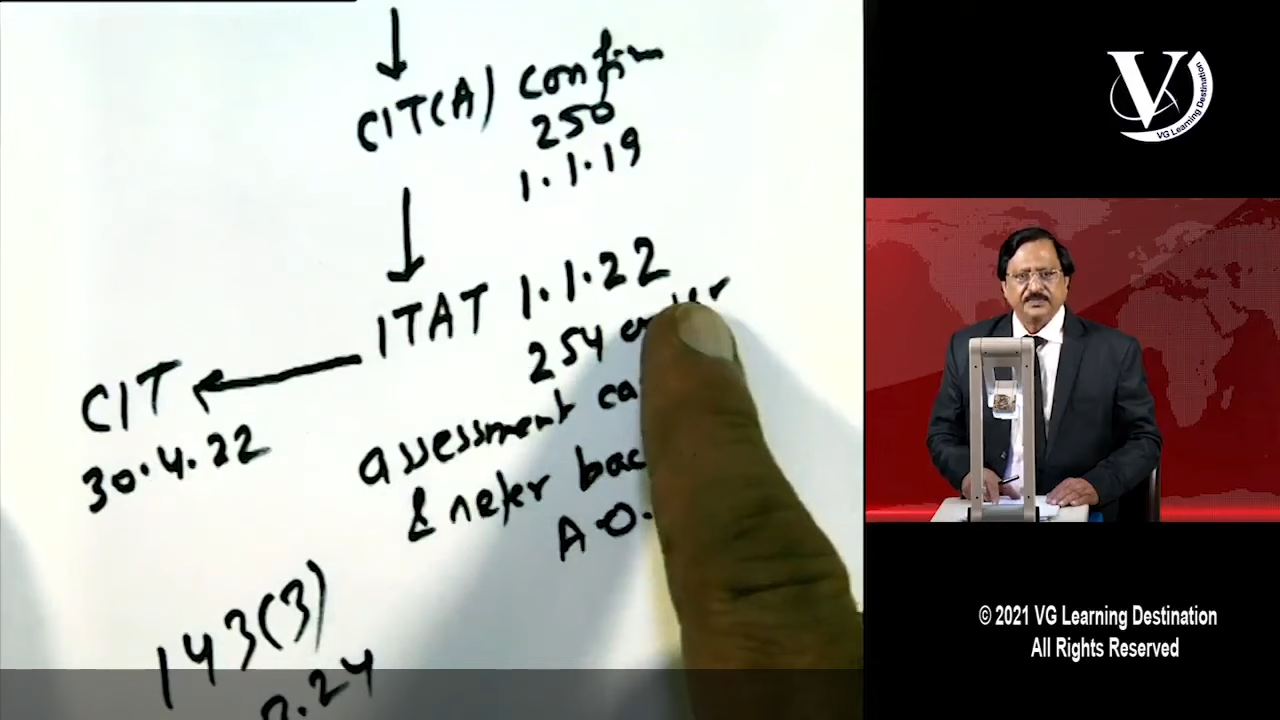 CIT(A) confirm
250
1.1.19
ITAT 1.1.22
254
CIT
30.4.22
assessment
& refer
A.O.
143(3)
.24
V
VG Learning Destination
© 2021 VG Learning Destination
All Rights Reserved